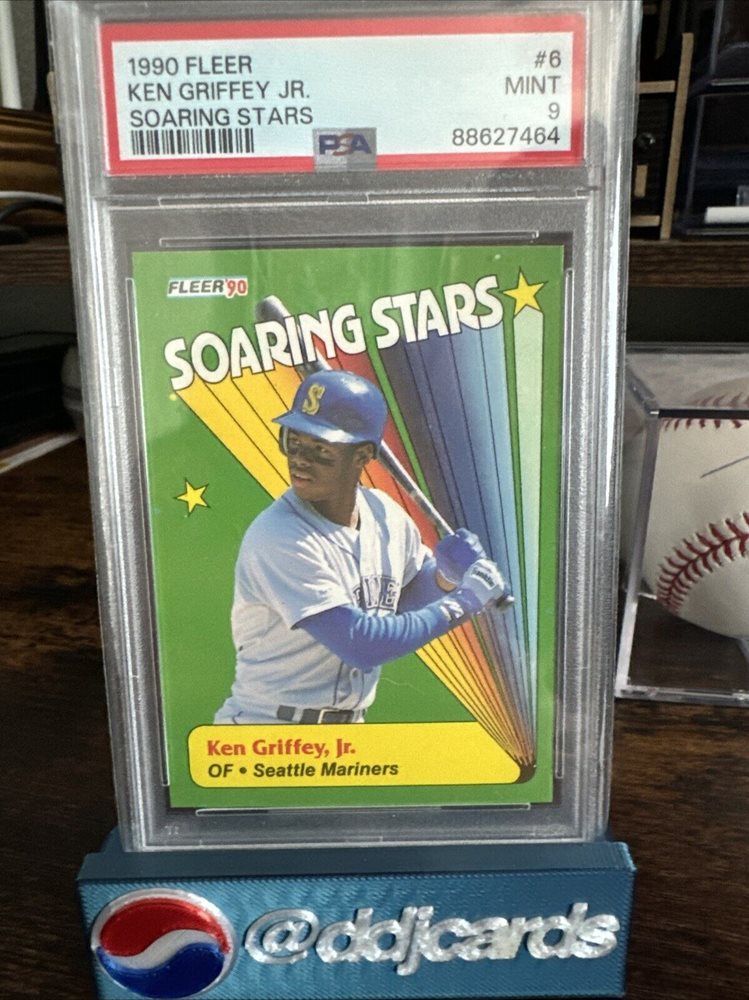 1990 FLEER #6
KEN GRIFFEY JR. MINT
SOARING STARS 9
PSA 88627464
FLEER'90
SOARING STARS
S
Ken Griffey, Jr.
OF • Seattle Mariners
@ddjcards